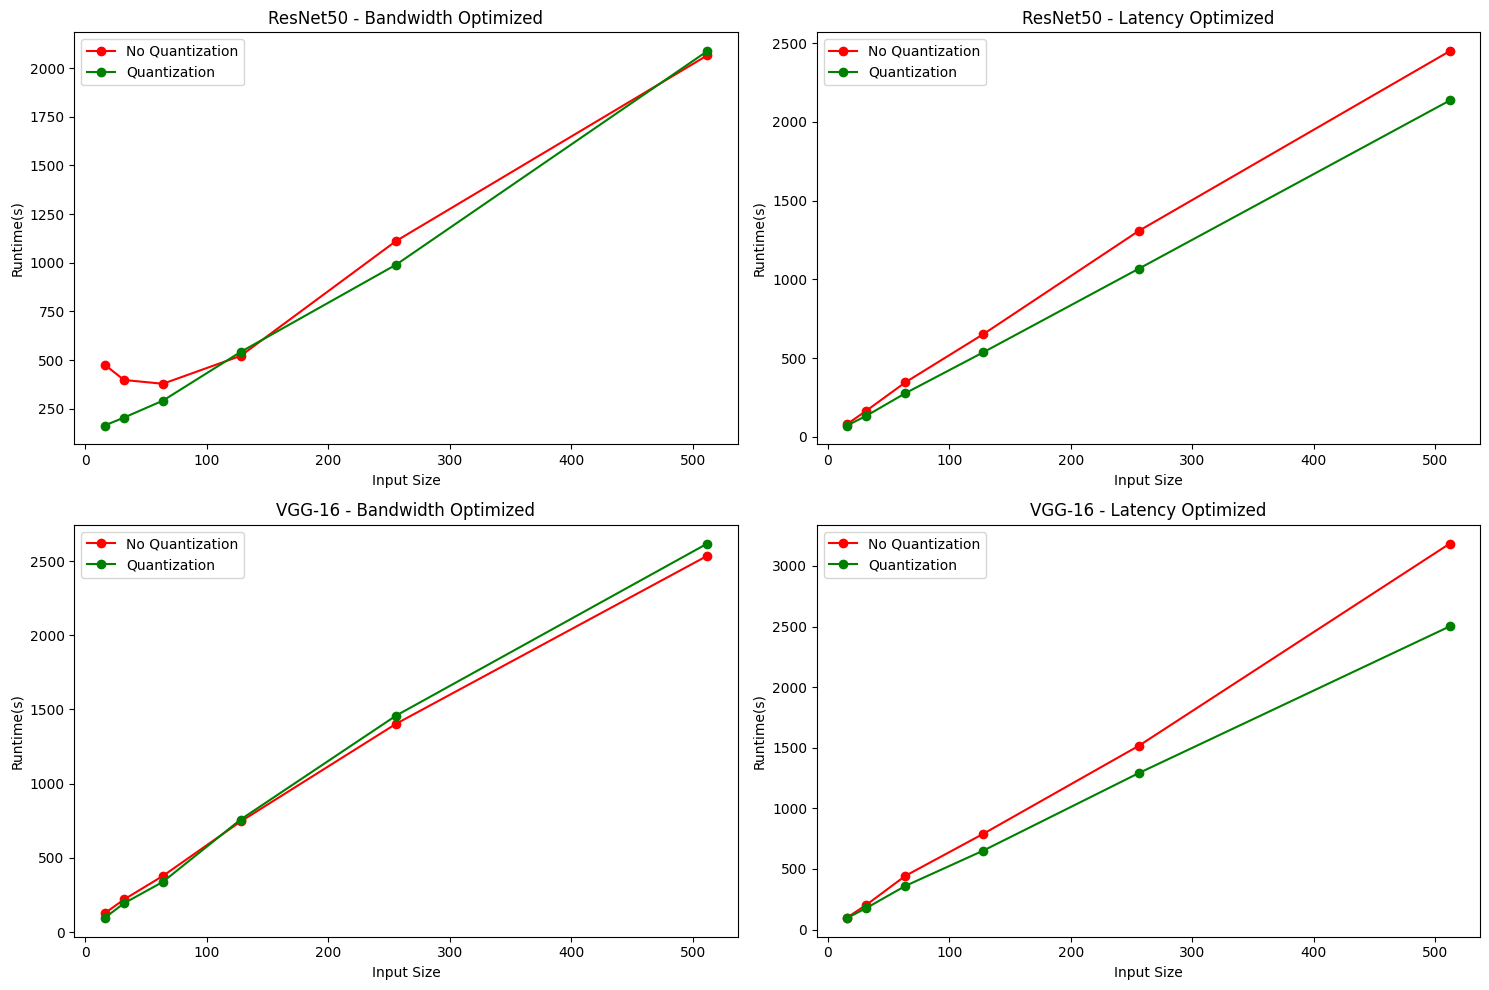 ResNet50 - Bandwidth Optimized
No Quantization
Quantization
2000
1750
1500
1250
1000
750
500
250
Runtime(s)
0 100 200 300 400 500
Input Size
ResNet50 - Latency Optimized
No Quantization
Quantization
2500
2000
1500
1000
500
0
Runtime(s)
0 100 200 300 400 500
Input Size
VGG-16 - Bandwidth Optimized
No Quantization
Quantization
2500
2000
1500
1000
500
0
Runtime(s)
0 100 200 300 400 500
Input Size
VGG-16 - Latency Optimized
No Quantization
Quantization
3000
2500
2000
1500
1000
500
0
Runtime(s)
0 100 200 300 400 500
Input Size